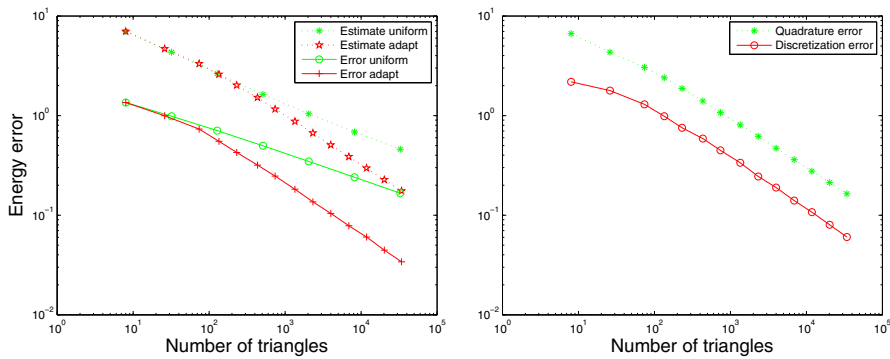 Energy error
10^1
10^0
10^-1
10^-2
10^0
10^1
10^2
10^3
10^4
10^5
Number of triangles
Estimate uniform
Estimate adapt
Error uniform
Error adapt
10^1
10^0
10^-1
10^-2
10^0
10^1
10^2
10^3
10^4
10^5
Number of triangles
Quadrature error
Discretization error